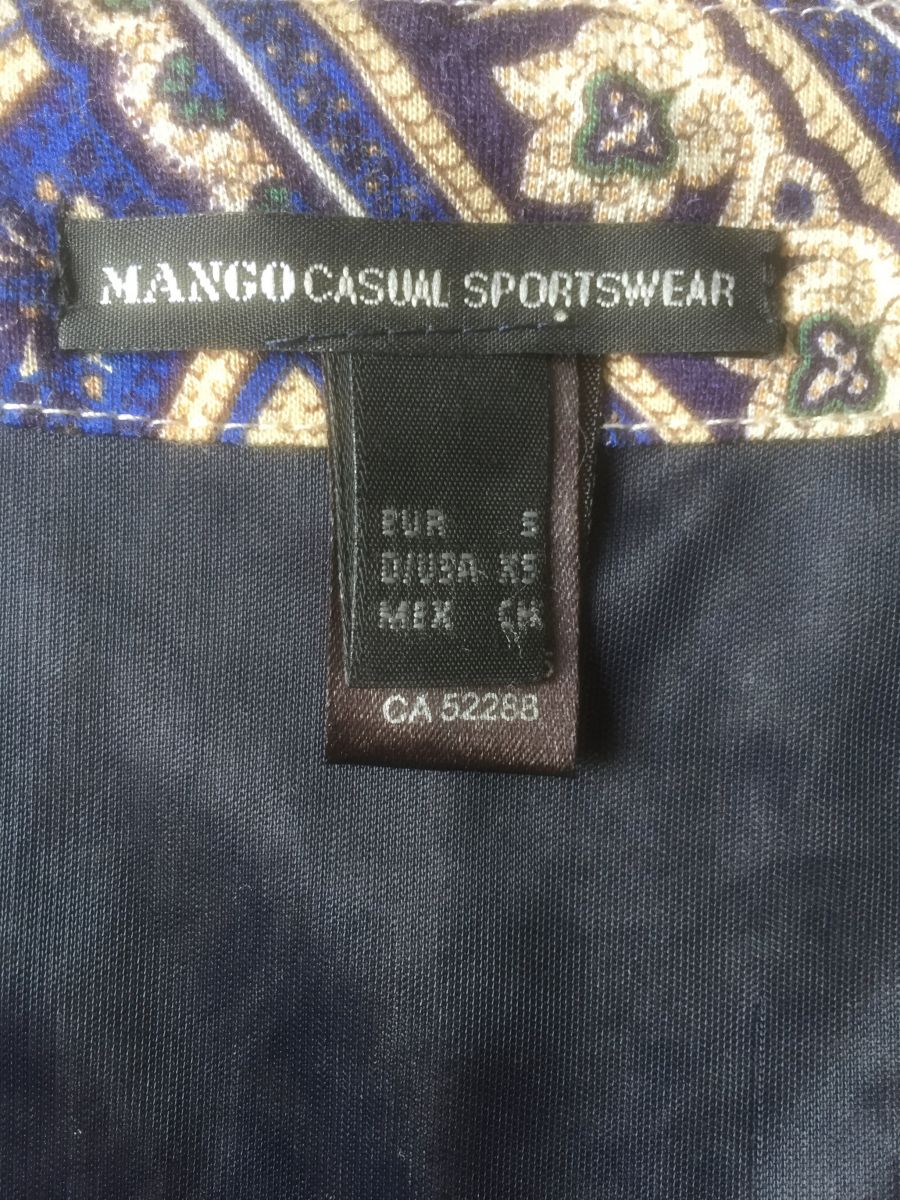 MANGO CASUAL SPORTSWEAR
EUR S
D/USA XS
MEX CH
CA 52288